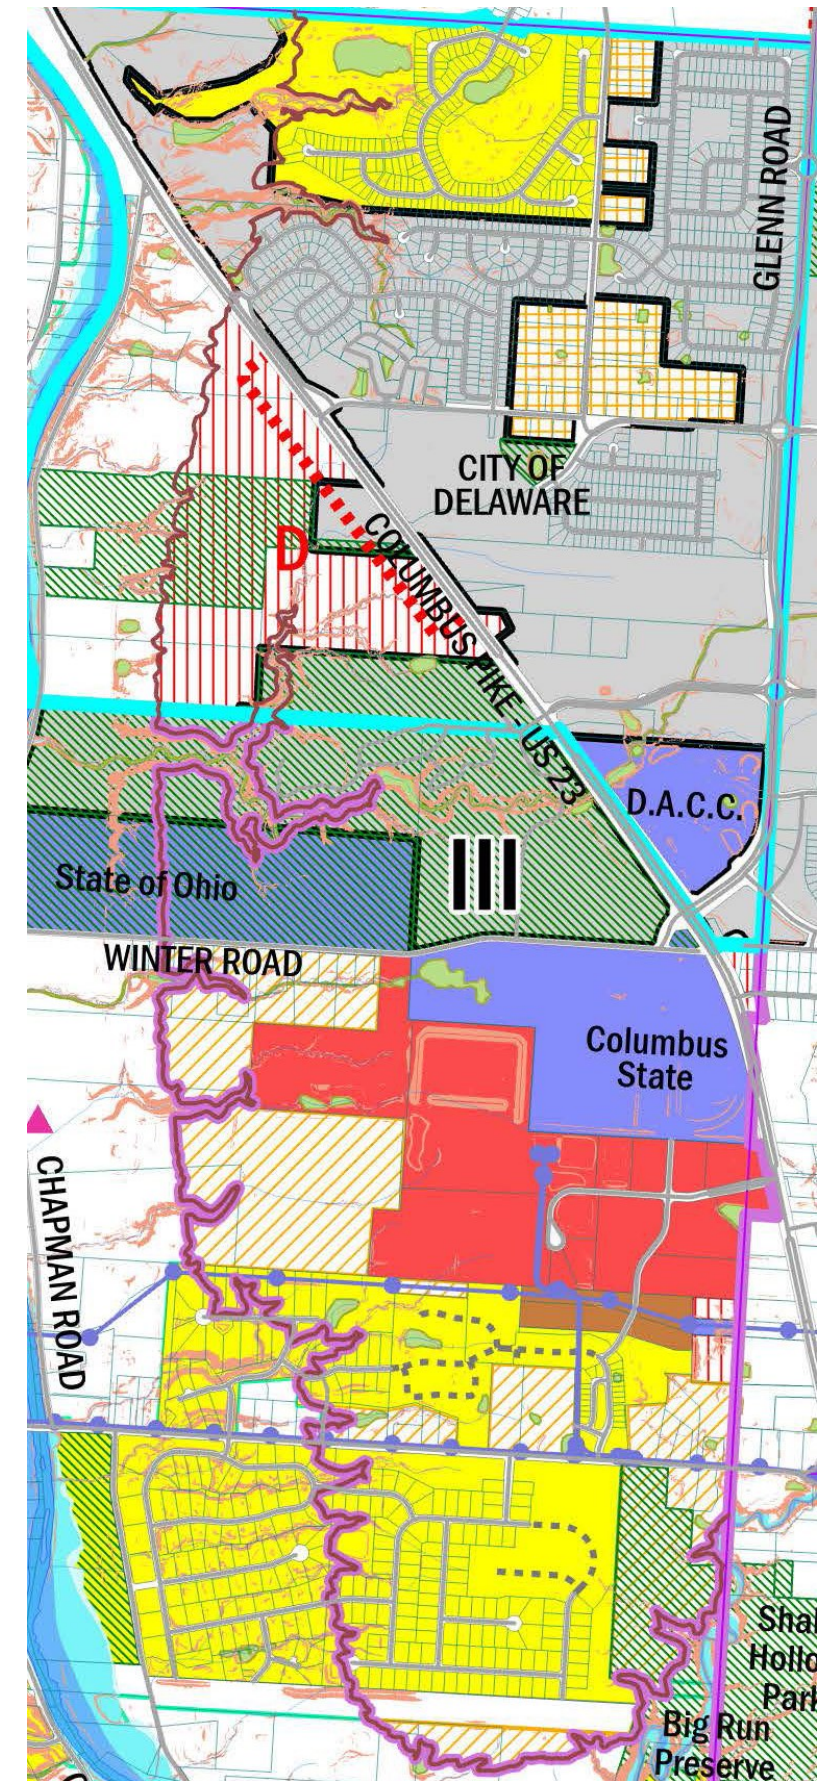 GLENN ROAD
CITY OF
DELAWARE
D
COLUMBUS PIKE - US 23
D.A.C.C.
III
State of Ohio
WINTER ROAD
Columbus
State
CHAPMAN ROAD
Big Run
Preserve